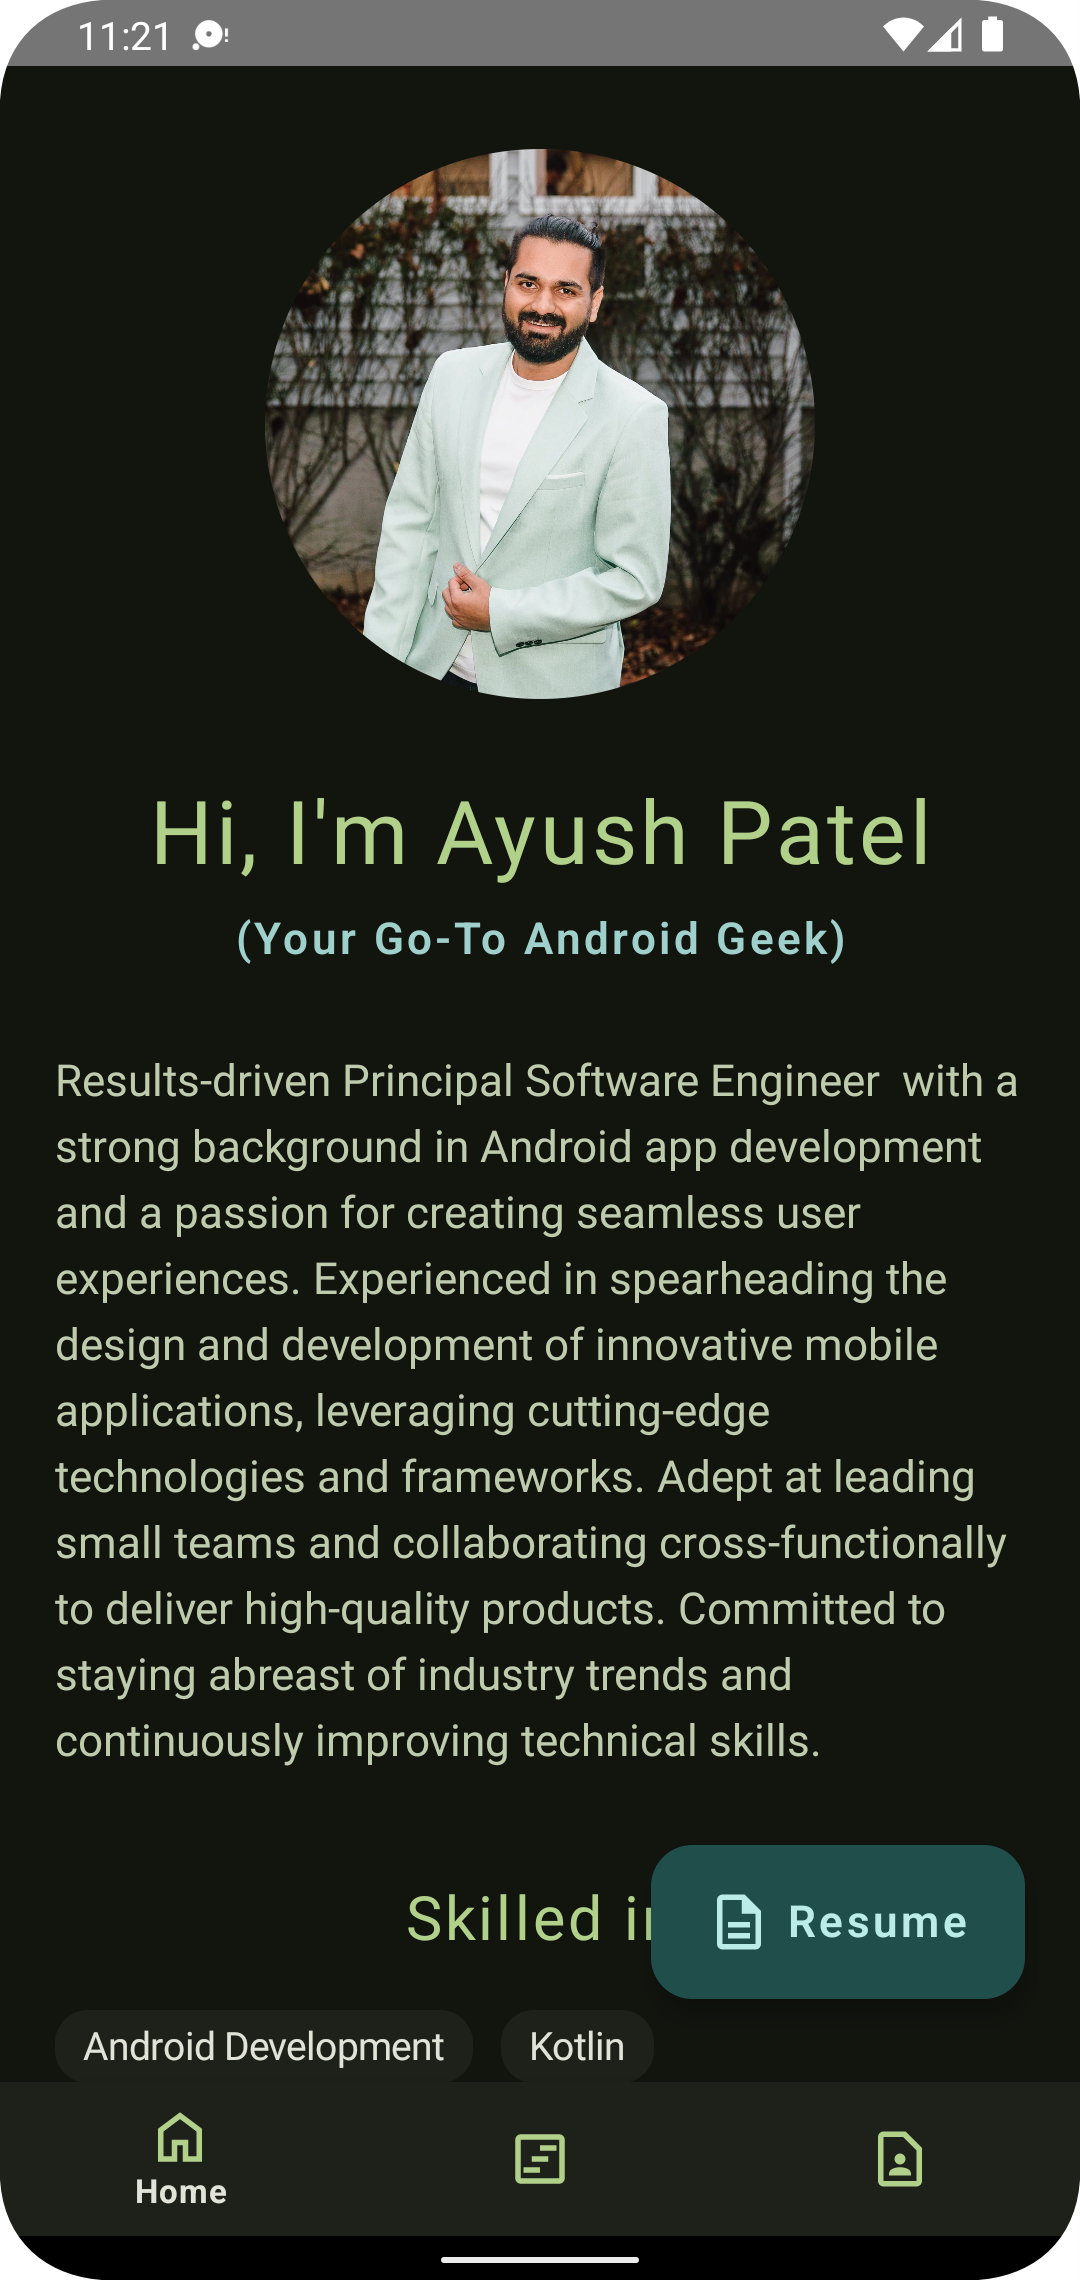 11:21
Hi, I'm Ayush Patel
(Your Go-To Android Geek)
Results-driven Principal Software Engineer  with a
strong background in Android app development
and a passion for creating seamless user
experiences. Experienced in spearheading the
design and development of innovative mobile
applications, leveraging cutting-edge
technologies and frameworks. Adept at leading
small teams and collaborating cross-functionally
to deliver high-quality products. Committed to
staying abreast of industry trends and
continuously improving technical skills.
Skilled
Resume
Android Development
Kotlin
Home